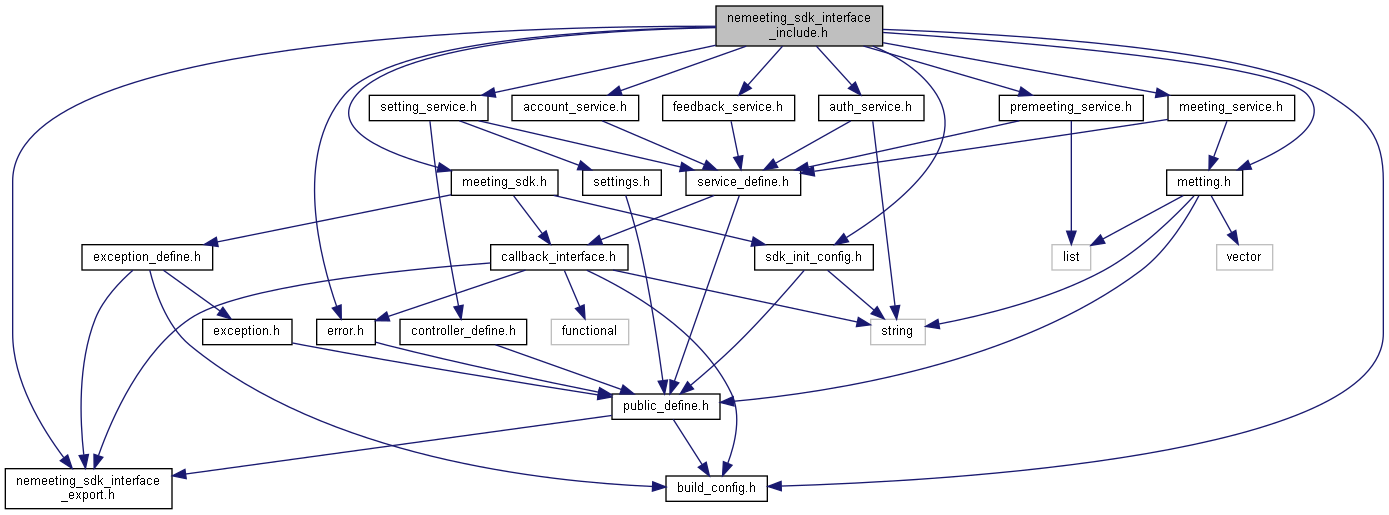 nemeeting_sdk_interface
_include.h
setting_service.h
account_service.h
feedback_service.h
auth_service.h
premeeting_service.h
meeting_service.h
meeting_sdk.h
settings.h
service_define.h
metting.h
exception_define.h
callback_interface.h
sdk_init_config.h
list
vector
exception.h
error.h
controller_define.h
functional
string
public_define.h
nemeeting_sdk_interface
_export.h
build_config.h